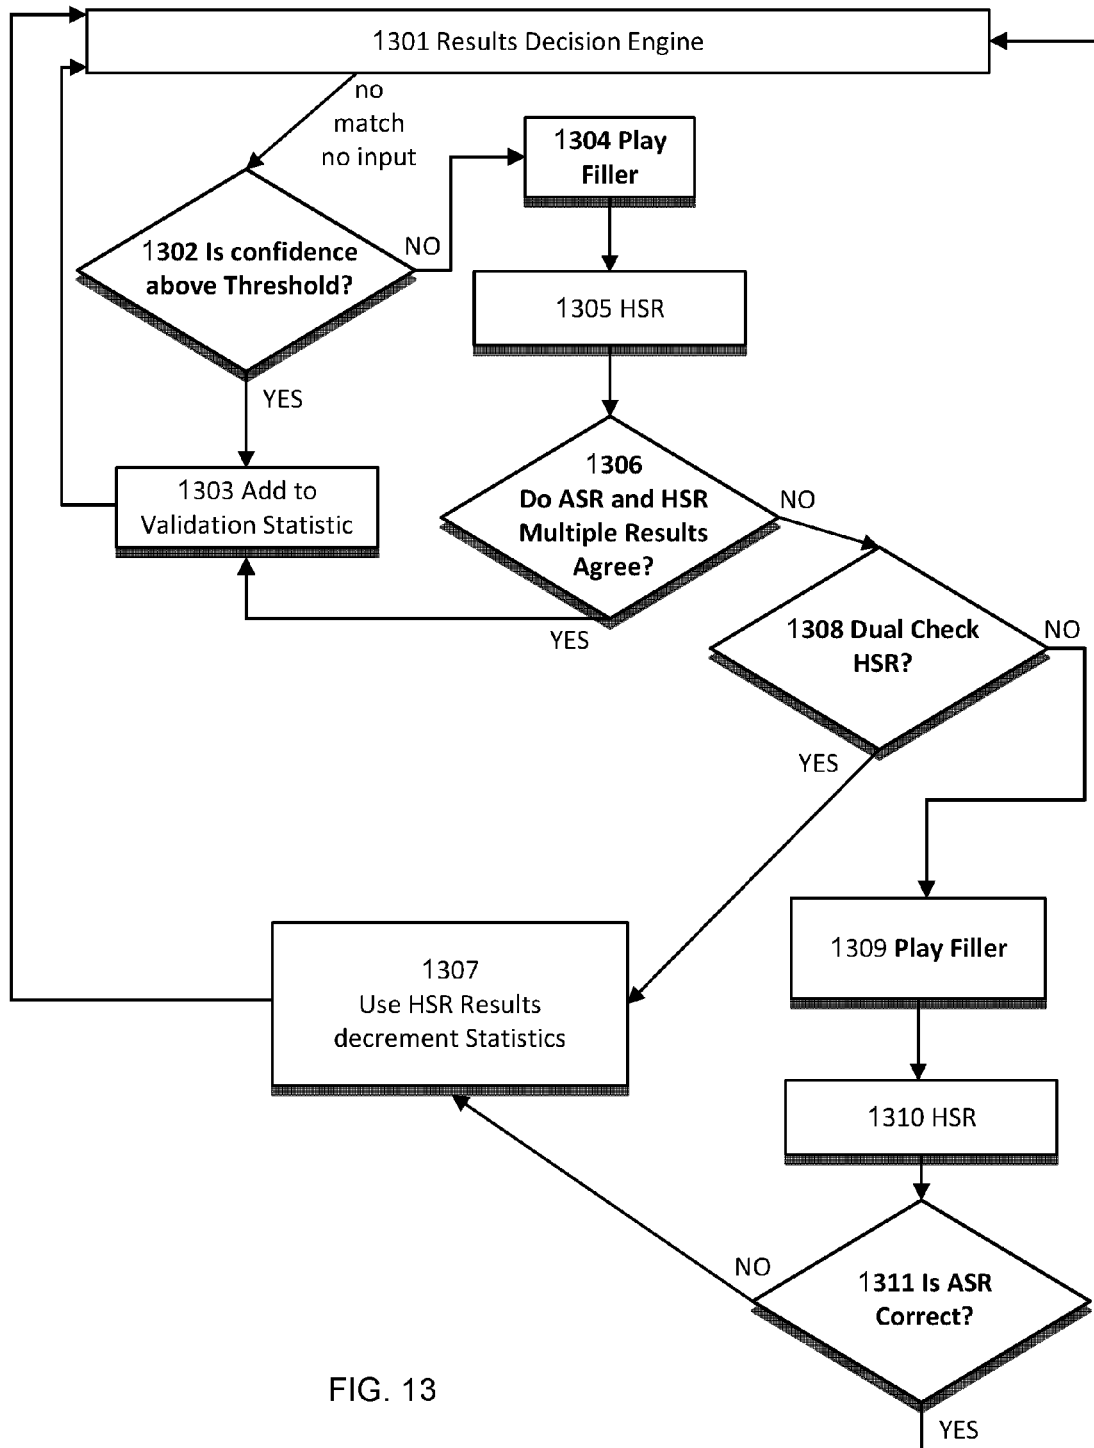 1301 Results Decision Engine
no
match
no input
1304 Play
Filler
1302 Is confidence
above Threshold?
NO
1305 HSR
YES
1303 Add to
Validation Statistic
1306
Do ASR and HSR
Multiple Results
Agree?
NO
YES
1308 Dual Check
HSR?
NO
YES
1309 Play Filler
1307
Use HSR Results
decrement Statistics
1310 HSR
NO
1311 Is ASR
Correct?
FIG. 13
YES